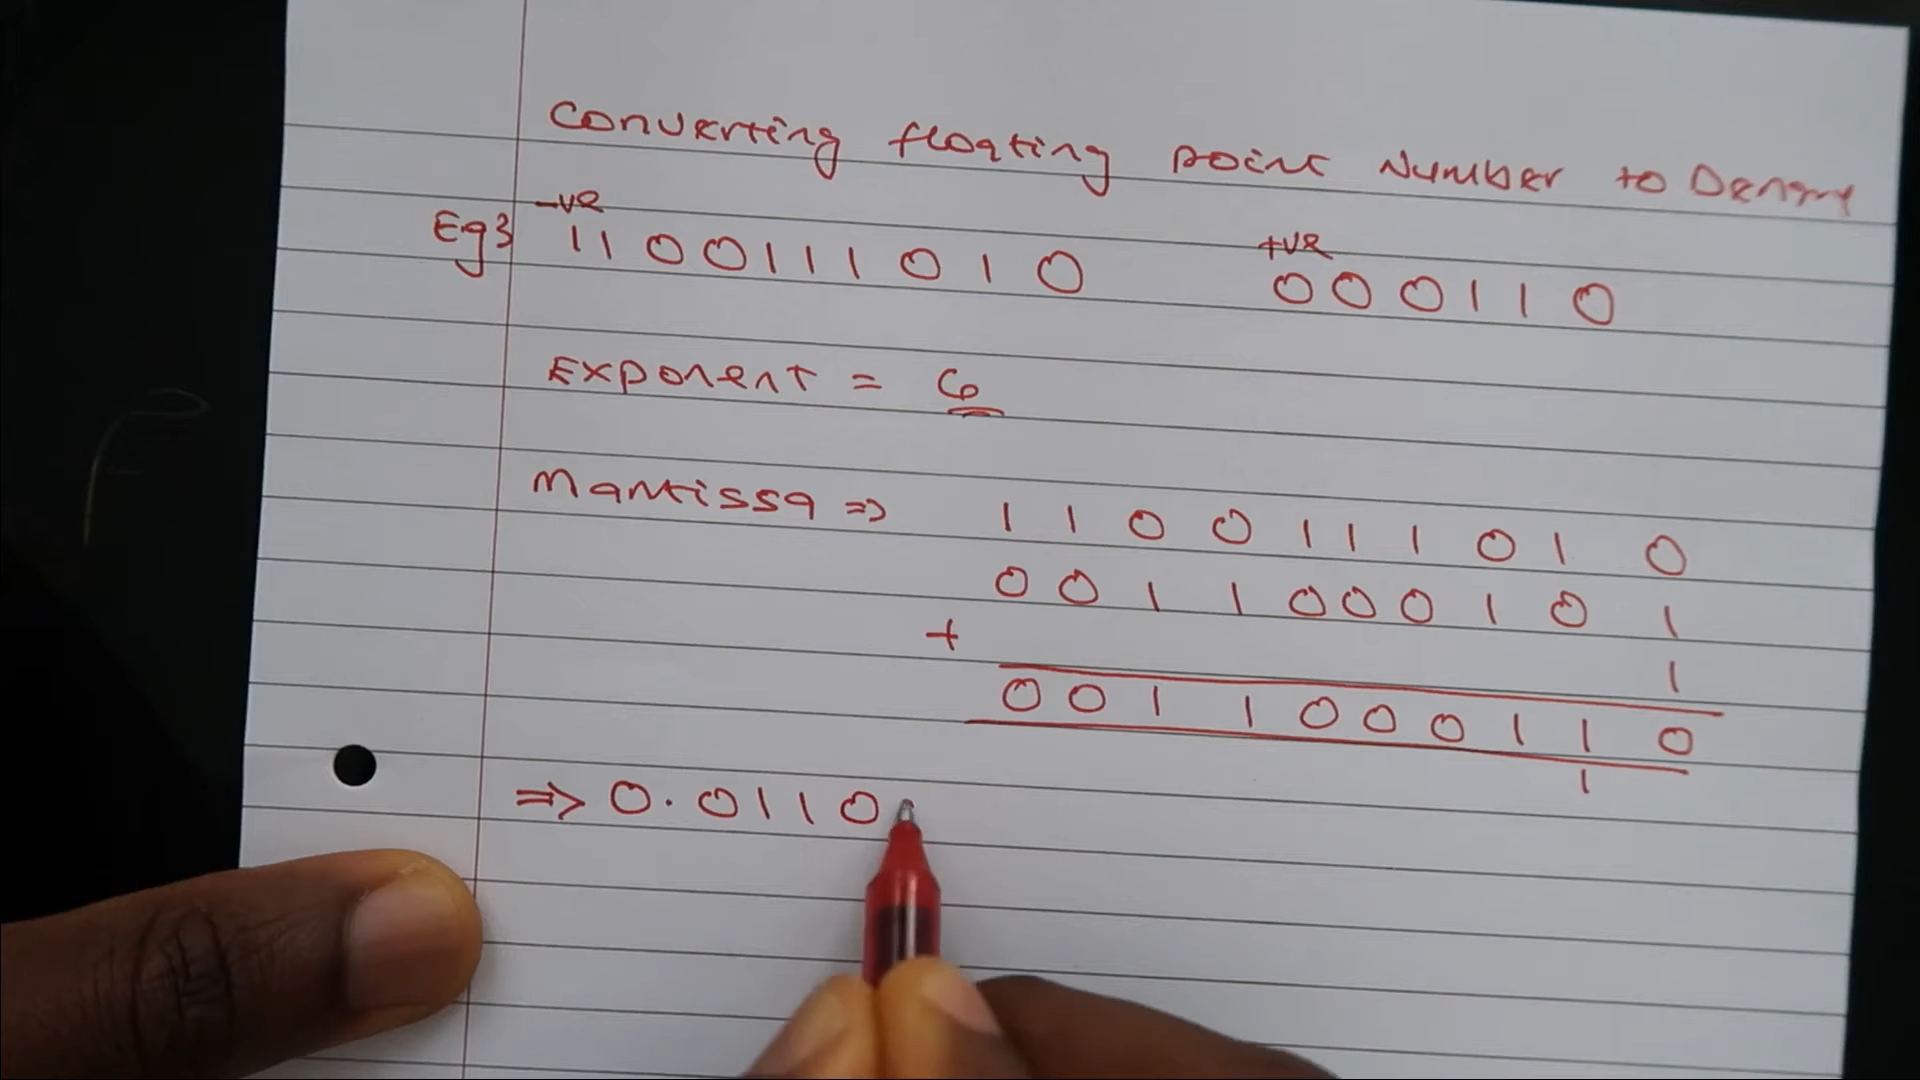 Converting floating point Number to Denary
-ve +ve
Eg3 1100111010 000110
Exponent = 6
Mantissa => 1100111010
0011000101
+ 1
0011000110
1
=> 0.0110